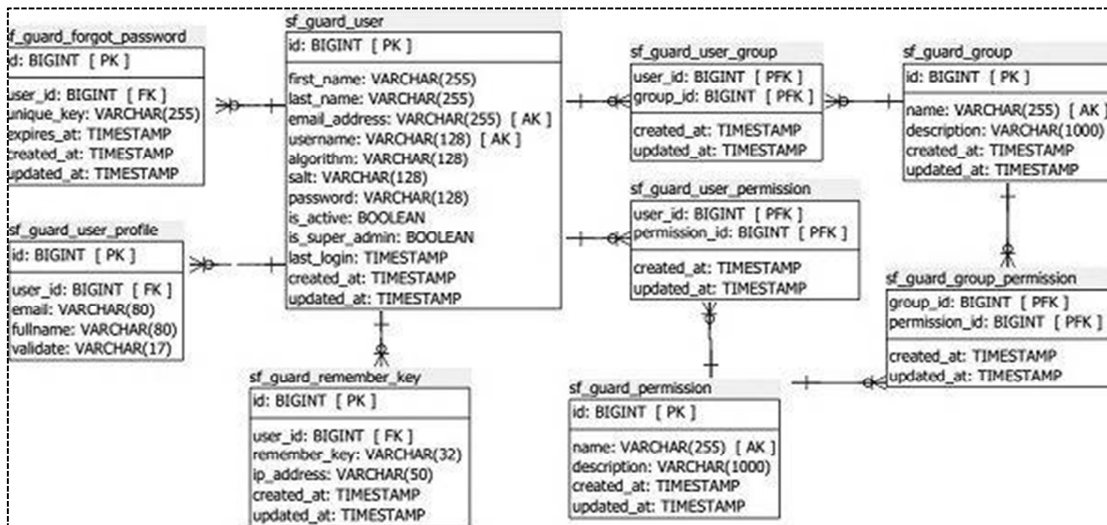 sf_guard_forgot_password
id: BIGINT [ PK ]
user_id: BIGINT [ FK ]
unique_key: VARCHAR(255)
expires_at: TIMESTAMP
created_at: TIMESTAMP
updated_at: TIMESTAMP
sf_guard_user
id: BIGINT [ PK ]
first_name: VARCHAR(255)
last_name: VARCHAR(255)
email_address: VARCHAR(255) [ AK ]
username: VARCHAR(128) [ AK ]
algorithm: VARCHAR(128)
salt: VARCHAR(128)
password: VARCHAR(128)
is_active: BOOLEAN
is_super_admin: BOOLEAN
last_login: TIMESTAMP
created_at: TIMESTAMP
updated_at: TIMESTAMP
sf_guard_user_group
user_id: BIGINT [ PFK ]
group_id: BIGINT [ PFK ]
created_at: TIMESTAMP
updated_at: TIMESTAMP
sf_guard_group
id: BIGINT [ PK ]
name: VARCHAR(255) [ AK ]
description: VARCHAR(1000)
created_at: TIMESTAMP
updated_at: TIMESTAMP
sf_guard_user_profile
id: BIGINT [ PK ]
user_id: BIGINT [ FK ]
email: VARCHAR(80)
fullname: VARCHAR(80)
validate: VARCHAR(17)
sf_guard_user_permission
user_id: BIGINT [ PFK ]
permission_id: BIGINT [ PFK ]
created_at: TIMESTAMP
updated_at: TIMESTAMP
sf_guard_group_permission
group_id: BIGINT [ PFK ]
permission_id: BIGINT [ PFK ]
created_at: TIMESTAMP
updated_at: TIMESTAMP
sf_guard_remember_key
id: BIGINT [ PK ]
user_id: BIGINT [ FK ]
remember_key: VARCHAR(32)
ip_address: VARCHAR(50)
created_at: TIMESTAMP
updated_at: TIMESTAMP
sf_guard_permission
id: BIGINT [ PK ]
name: VARCHAR(255) [ AK ]
description: VARCHAR(1000)
created_at: TIMESTAMP
updated_at: TIMESTAMP